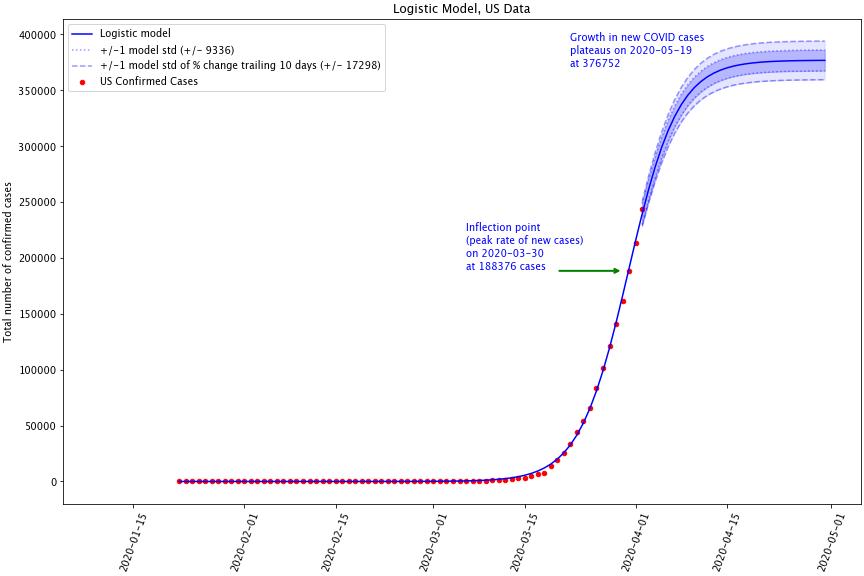 Logistic Model, US Data
Logistic model
+/-1 model std (+/- 9336)
+/-1 model std of % change trailing 10 days (+/- 17298)
US Confirmed Cases
Growth in new COVID cases
plateaus on 2020-05-19
at 376752
Inflection point
(peak rate of new cases)
on 2020-03-30
at 188376 cases
Total number of confirmed cases
400000
350000
300000
250000
200000
150000
100000
50000
0
2020-01-15
2020-02-01
2020-02-15
2020-03-01
2020-03-15
2020-04-01
2020-04-15
2020-05-01